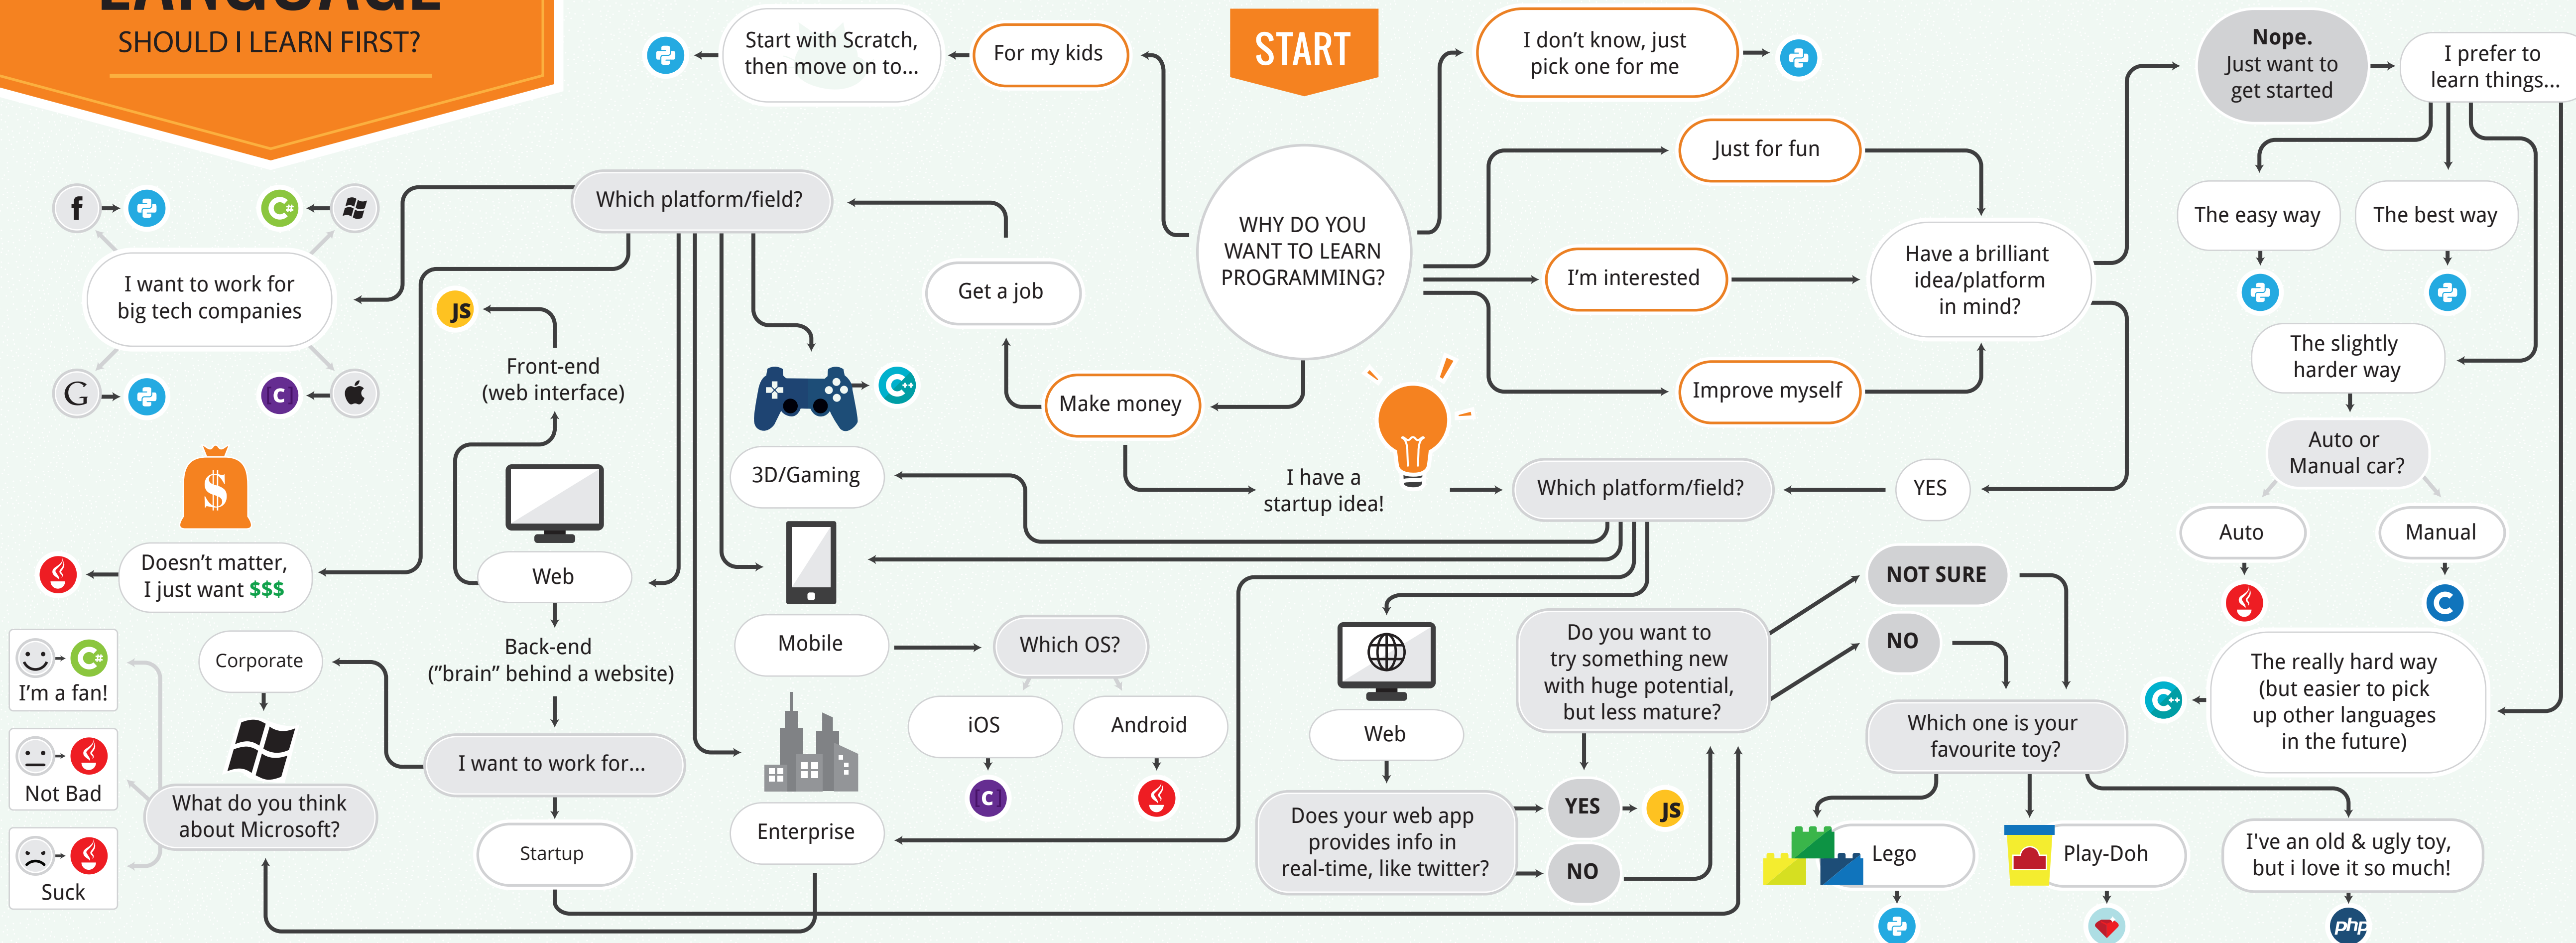 LANGUAGE
SHOULD I LEARN FIRST?
START
WHY DO YOU
WANT TO LEARN
PROGRAMMING?
For my kids
Start with Scratch,
then move on to...
I don’t know, just
pick one for me
Just for fun
I’m interested
Improve myself
Have a brilliant
idea/platform
in mind?
Nope.
Just want to
get started
I prefer to
learn things...
The easy way
The best way
The slightly
harder way
Auto or
Manual car?
Auto
Manual
C
The really hard way
(but easier to pick
up other languages
in the future)
C++
YES
Which platform/field?
Make money
I have a
startup idea!
Get a job
Which platform/field?
I want to work for
big tech companies
f
C#
G
[C]
Doesn’t matter,
I just want $$$
$
JS
Front-end
(web interface)
Web
Back-end
(”brain” behind a website)
I want to work for...
Corporate
Startup
What do you think
about Microsoft?
C#
I’m a fan!
Not Bad
Suck
C++
3D/Gaming
Mobile
Which OS?
iOS
Android
[C]
Enterprise
Web
Does your web app
provides info in
real-time, like twitter?
YES
JS
NO
Do you want to
try something new
with huge potential,
but less mature?
NOT SURE
NO
Which one is your
favourite toy?
Lego
Play-Doh
I've an old & ugly toy,
but i love it so much!
php